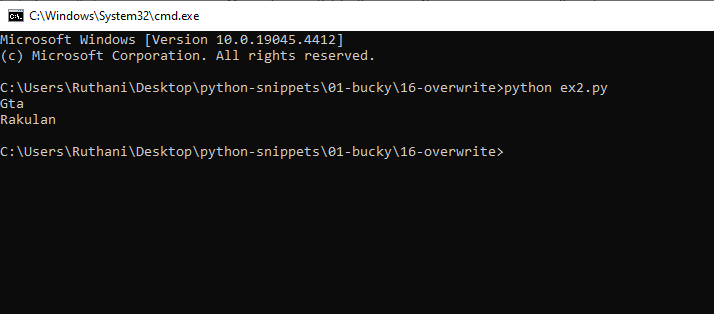 C:\Windows\System32\cmd.exe
Microsoft Windows [Version 10.0.19045.4412]
(c) Microsoft Corporation. All rights reserved.
C:\Users\Ruthani\Desktop\python-snippets\01-bucky\16-overwrite>python ex2.py
Gta
Rakulan
C:\Users\Ruthani\Desktop\python-snippets\01-bucky\16-overwrite>